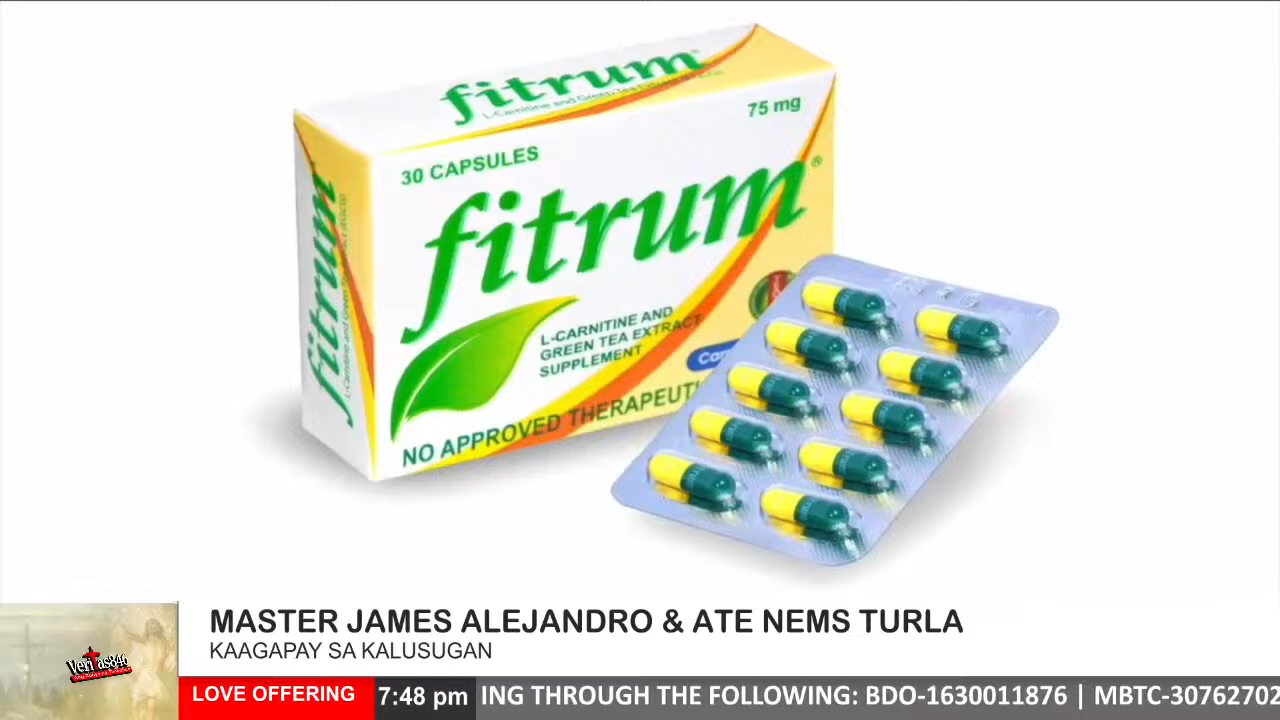 fitrum
L-Carnitine and Green Tea
75 mg
30 CAPSULES
fitrum®
L-CARNITINE AND
GREEN TEA EXTRACT
SUPPLEMENT
NO APPROVED THERAPEUTI
fitrum
MASTER JAMES ALEJANDRO & ATE NEMS TURLA
KAAGAPAY SA KALUSUGAN
Veritas846
LOVE OFFERING
7:48 pm
ING THROUGH THE FOLLOWING: BDO-1630011876 | MBTC-30762702